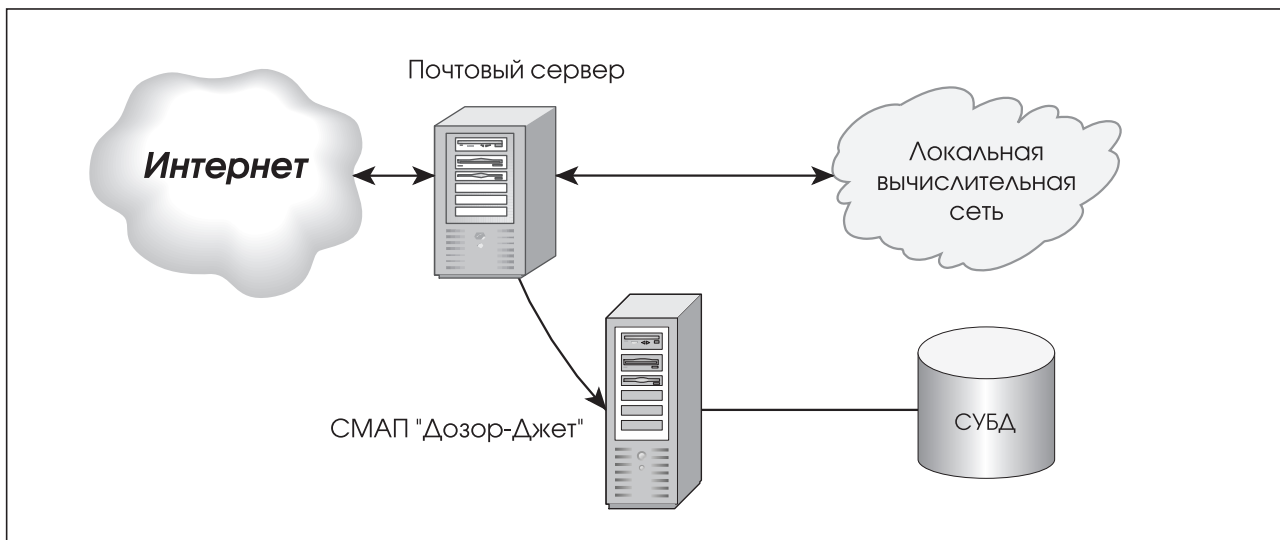 Почтовый сервер
Интернет
Локальная
вычислительная
сеть
СМАП "Дозор-Джет"
СУБД